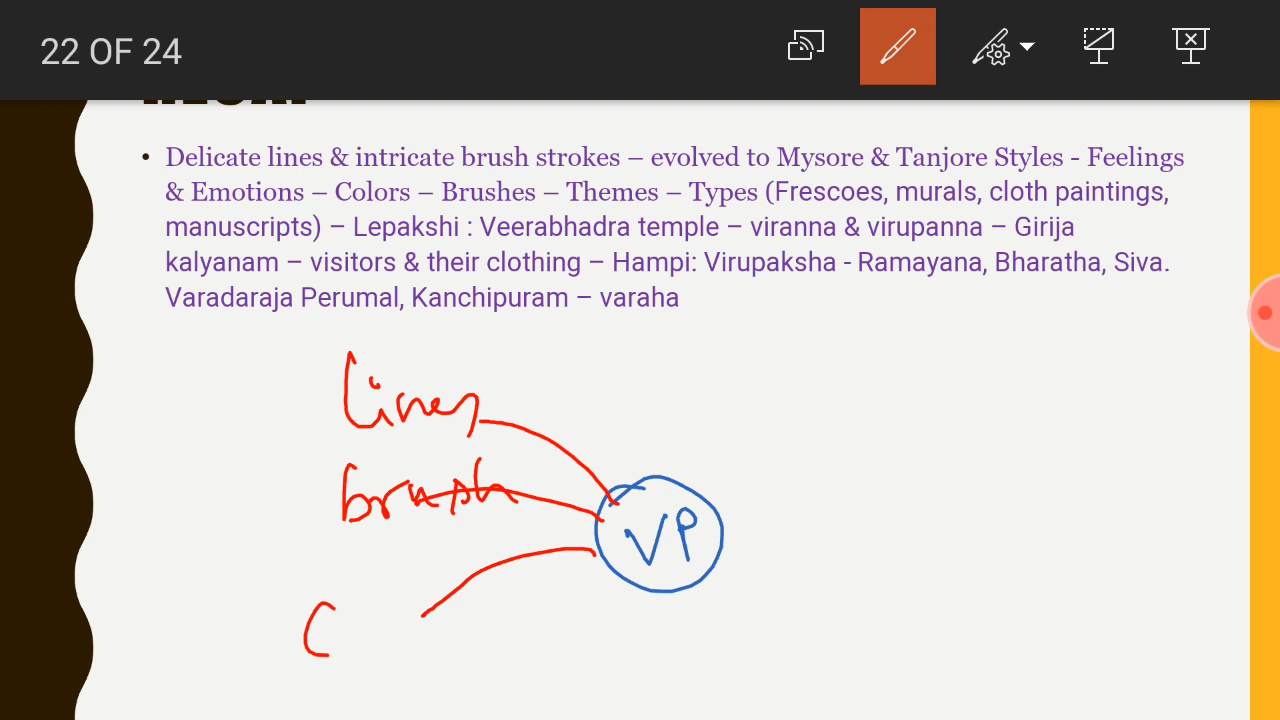 22 OF 24
• Delicate lines & intricate brush strokes – evolved to Mysore & Tanjore Styles - Feelings
& Emotions – Colors – Brushes – Themes – Types (Frescoes, murals, cloth paintings,
manuscripts) – Lepakshi : Veerabhadra temple – viranna & virupanna – Girija
kalyanam – visitors & their clothing – Hampi: Virupaksha - Ramayana, Bharatha, Siva.
Varadaraja Perumal, Kanchipuram – varaha
lines
brush
VP
C